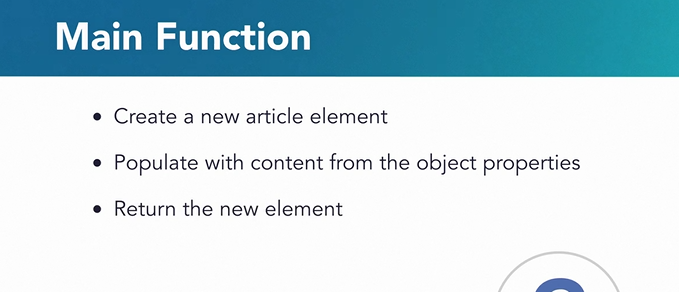 Main Function
• Create a new article element
• Populate with content from the object properties
• Return the new element